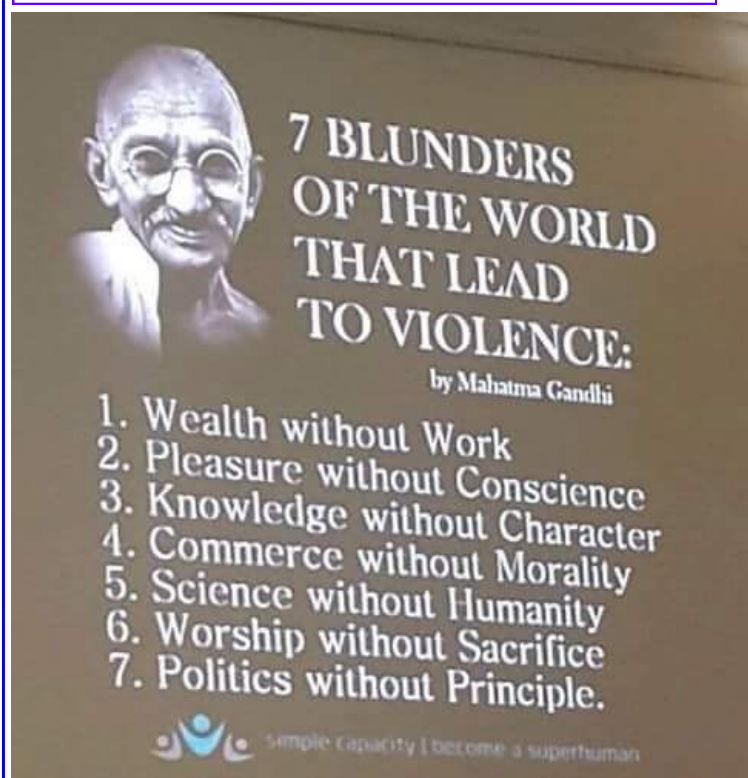 7 BLUNDERS
OF THE WORLD
THAT LEAD
TO VIOLENCE:
by Mahatma Gandhi
1. Wealth without Work
2. Pleasure without Conscience
3. Knowledge without Character
4. Commerce without Morality
5. Science without Humanity
6. Worship without Sacrifice
7. Politics without Principle.
simple capacity | become a superhuman